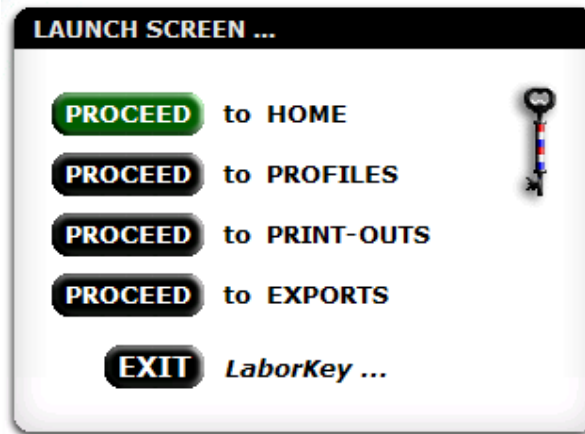 LAUNCH SCREEN ...
PROCEED to HOME
PROCEED to PROFILES
PROCEED to PRINT-OUTS
PROCEED to EXPORTS
EXIT LaborKey ...